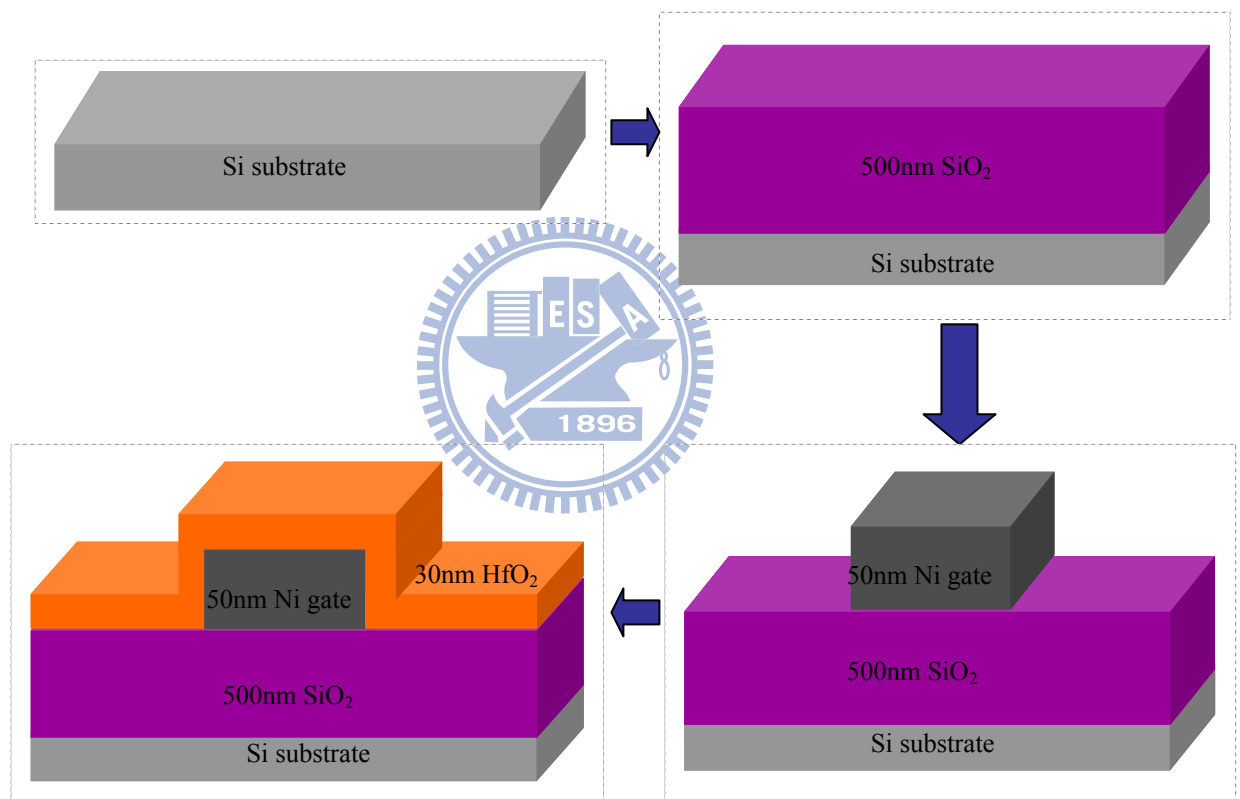 Si substrate
500nm SiO₂
Si substrate
E S A
1896
50nm Ni gate
500nm SiO₂
Si substrate
30nm HfO₂
50nm Ni gate
500nm SiO₂
Si substrate